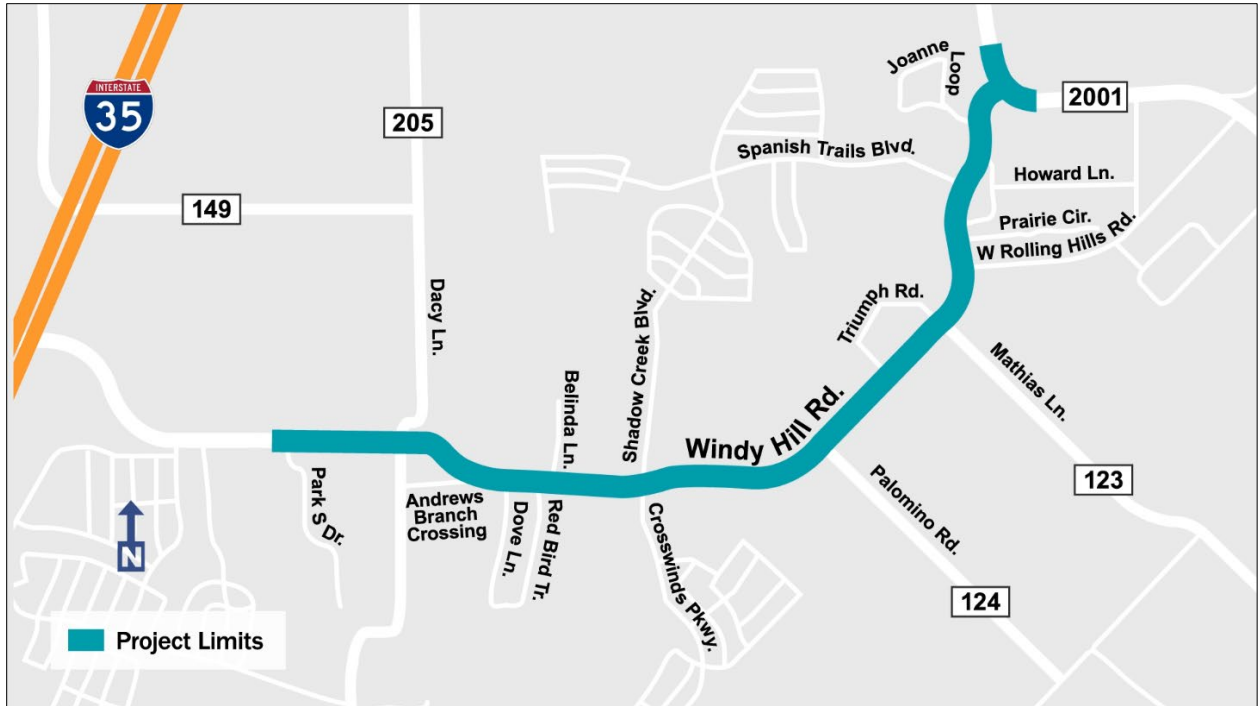 INTERSTATE
35
205
149
2001
Joanne
Loop
Spanish Trails Blvd.
Howard Ln.
Prairie Cir.
W Rolling Hills Rd.
Dacy Ln.
Shadow Creek Blvd.
Triumph Rd.
Mathias Ln.
Belinda Ln.
Windy Hill Rd.
Park S Dr.
Andrews
Branch
Crossing
Dove Ln.
Red Bird Tr.
Crosswinds Pkwy.
Palomino Rd.
123
124
N
Project Limits